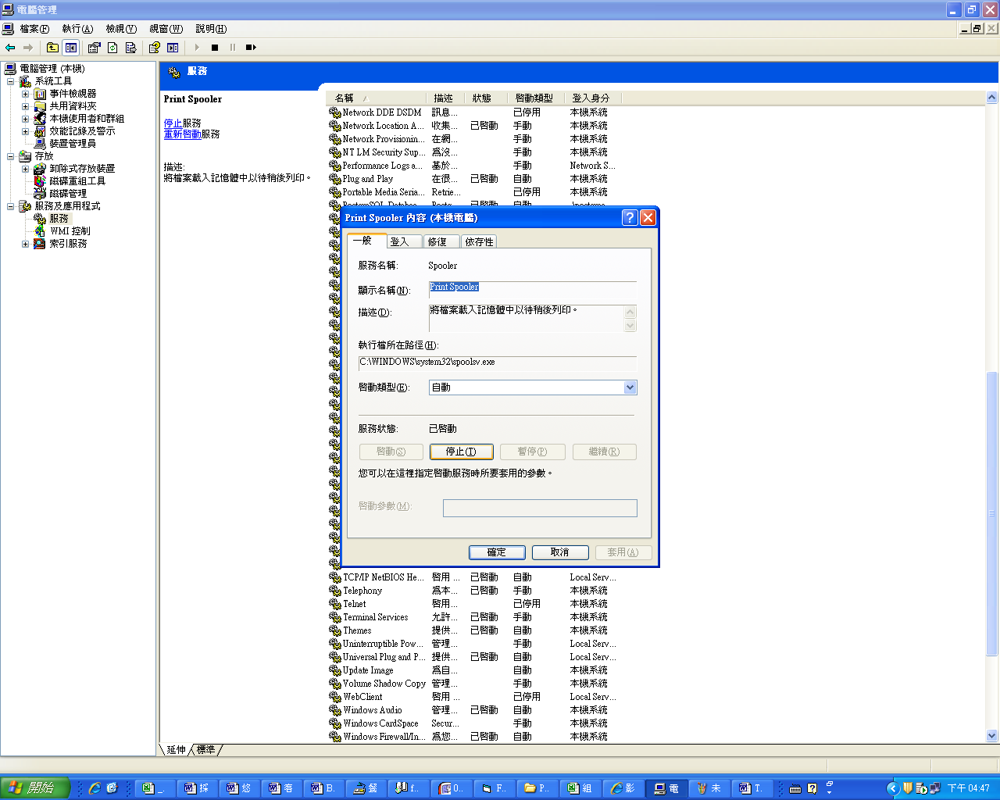 電腦管理
檔案(F) 執行(A) 檢視(V) 視窗(W) 說明(H)
電腦管理 (本機)
系統工具
事件檢視器
共用資料夾
本機使用者和群組
效能記錄及警示
裝置管理員
存放
卸除式存放裝置
磁碟重組工具
磁碟管理
服務及應用程式
服務
WMI 控制
索引服務
服務
Print Spooler
停止服務
重新啟動服務
描述:
將檔案載入記憶體中以待稍後列印。
名稱 描述 狀態 啟動類型 登入身分
Network DDE DSDM 訊息... 已停用 本機系統
Network Location A... 收集... 已啟動 手動 本機系統
Network Provisionin... 在網... 手動 本機系統
NT LM Security Sup... 為沒... 手動 本機系統
Performance Logs a... 基於... 手動 Network S...
Plug and Play 在很... 已啟動 自動 本機系統
Portable Media Seria... Retrie... 已停用 本機系統
Print Spooler 內容 (本機電腦)
一般 登入 修復 依存性
服務名稱: Spooler
顯示名稱(N): Print Spooler
描述(D): 將檔案載入記憶體中以待稍後列印。
執行檔所在路徑(H):
C:\WINDOWS\system32\spoolsv.exe
啟動類型(E): 自動
服務狀態: 已啟動
啟動(S) 停止(T) 暫停(P) 繼續(R)
您可以在這裡指定啟動服務時所要套用的參數。
啟動參數(M):
確定 取消 套用(A)
TCP/IP NetBIOS He... 啟用 ... 已啟動 自動 Local Serv...
Telephony 為本... 已啟動 手動 本機系統
Telnet 啟用... 已停用 本機系統
Terminal Services 允許... 已啟動 手動 本機系統
Themes 提供... 已啟動 自動 本機系統
Uninterruptible Pow... 管理... 手動 Local Serv...
Universal Plug and P... 提供... 已啟動 自動 Local Serv...
Update Image 為自... 自動 本機系統
Volume Shadow Copy 管理... 手動 本機系統
WebClient 啟用 ... 已停用 Local Serv...
Windows Audio 管理... 已啟動 自動 本機系統
Windows CardSpace Secur... 手動 本機系統
Windows Firewall/In... 為您... 已啟動 自動 本機系統
延伸 標準
開始 _. 採 悠 客 B. 餐 f.. 0.. F.. P.. 組 影 電 未 T. 下午 04:47